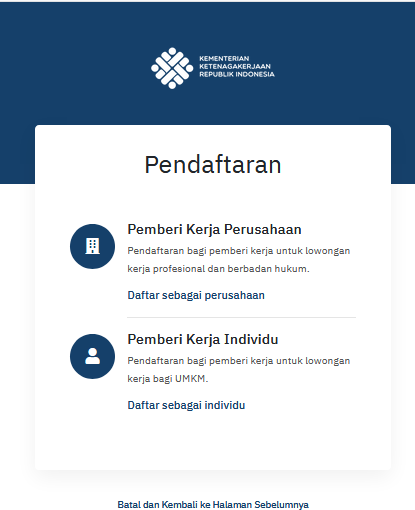 KEMENTERIAN
KETENAGAKERJAAN
REPUBLIK INDONESIA
Pendaftaran
Pemberi Kerja Perusahaan
Pendaftaran bagi pemberi kerja untuk lowongan
kerja profesional dan berbadan hukum.
Daftar sebagai perusahaan
Pemberi Kerja Individu
Pendaftaran bagi pemberi kerja untuk lowongan
kerja bagi UMKM.
Daftar sebagai individu
Batal dan Kembali ke Halaman Sebelumnya